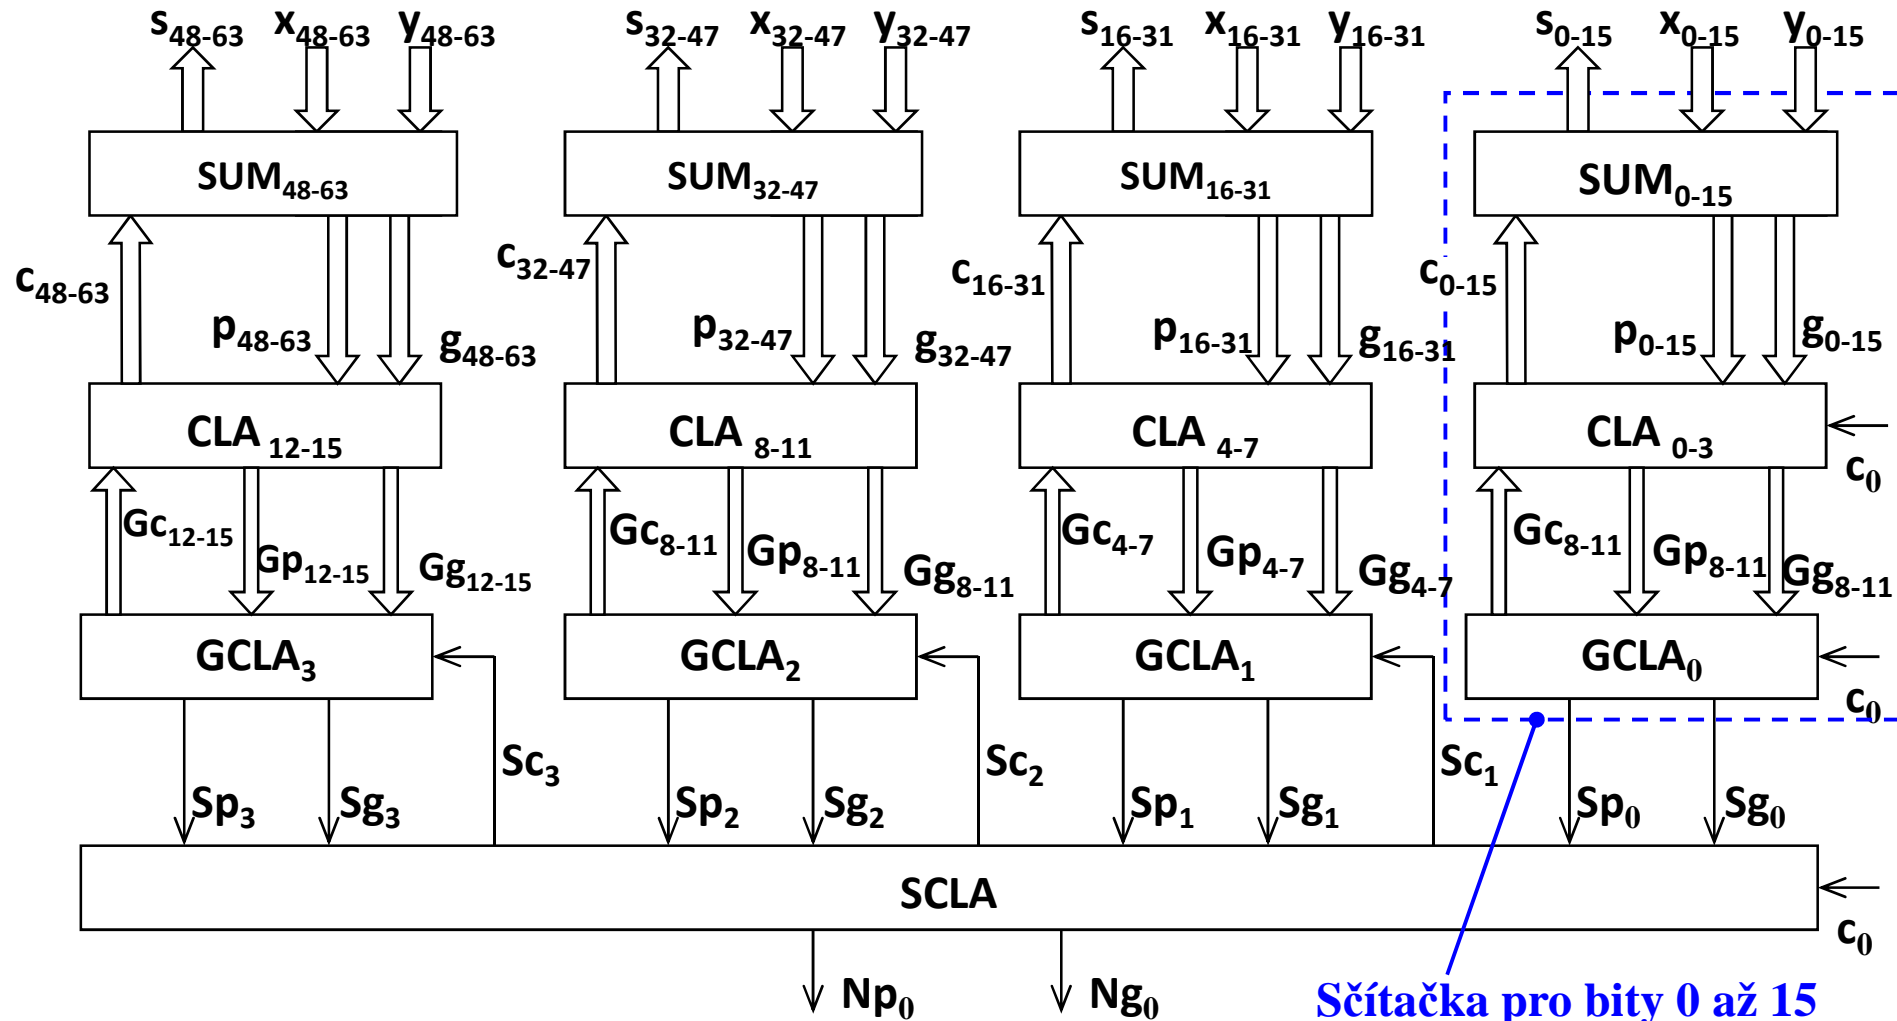 s48-63 x48-63 y48-63 s32-47 x32-47 y32-47 s16-31 x16-31 y16-31 s0-15 x0-15 y0-15
SUM48-63 SUM32-47 SUM16-31 SUM0-15
c48-63 c32-47 c16-31 c0-15
p48-63 g48-63 p32-47 g32-47 p16-31 g16-31 p0-15 g0-15
CLA 12-15 CLA 8-11 CLA 4-7 CLA 0-3
c0
Gc12-15 Gp12-15 Gg12-15 Gc8-11 Gp8-11 Gg8-11 Gc4-7 Gp4-7 Gg4-7 Gc8-11 Gp8-11 Gg8-11
GCLA3 GCLA2 GCLA1 GCLA0
c0
Sc3 Sc2 Sc1
Sp3 Sg3 Sp2 Sg2 Sp1 Sg1 Sp0 Sg0
SCLA
c0
Np0 Ng0
Sčítačka pro bity 0 až 15